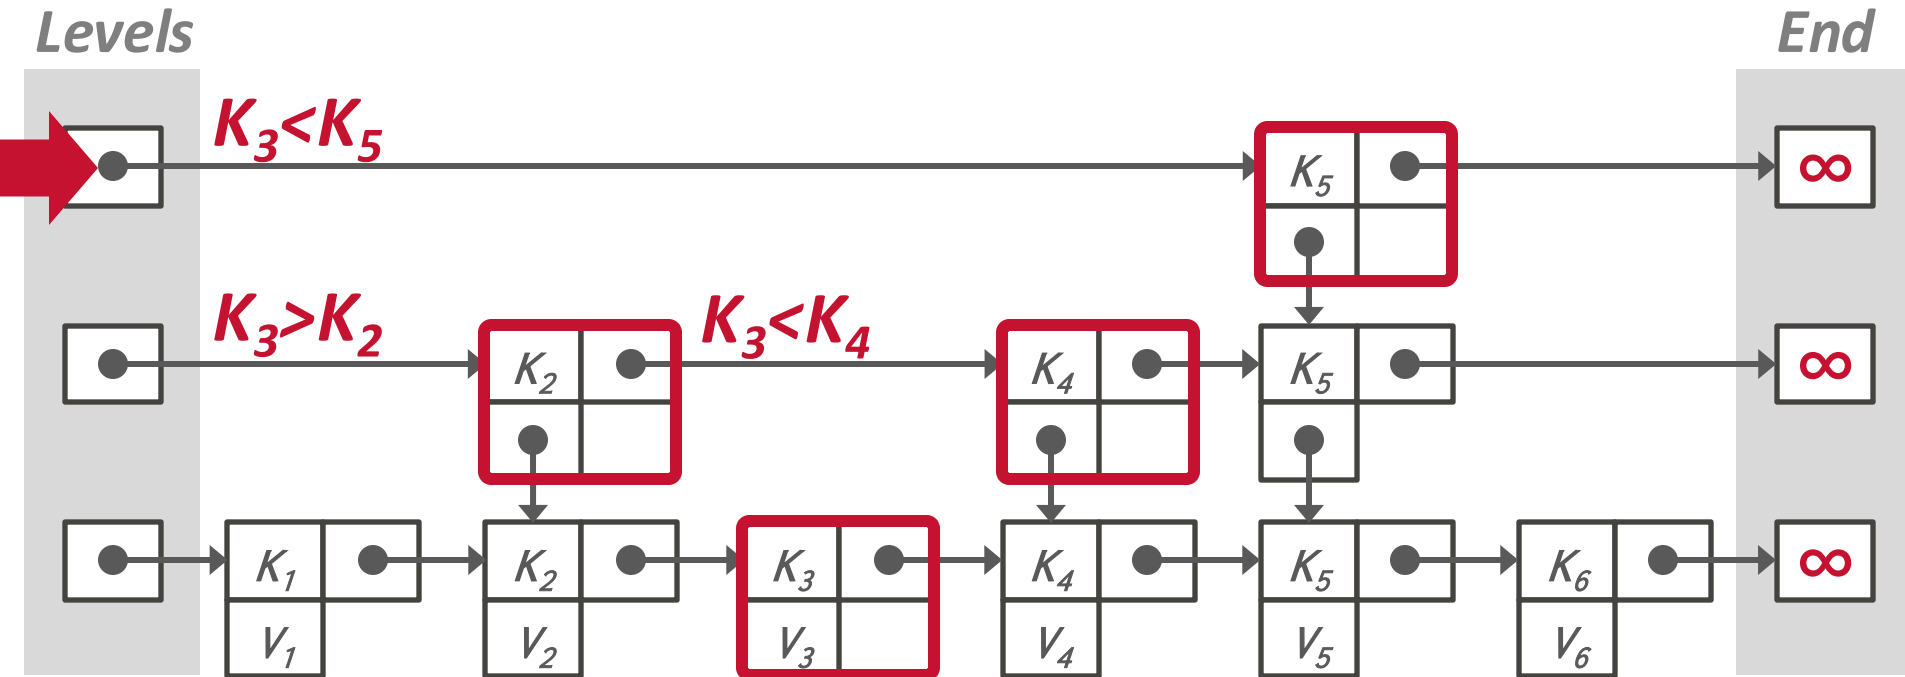 Levels End
K₃<K₅
K₅ ∞
K₃>K₂ K₃<K₄
K₂ K₄ K₅ ∞
K₁ K₂ K₃ K₄ K₅ K₆ ∞
V₁ V₂ V₃ V₄ V₅ V₆